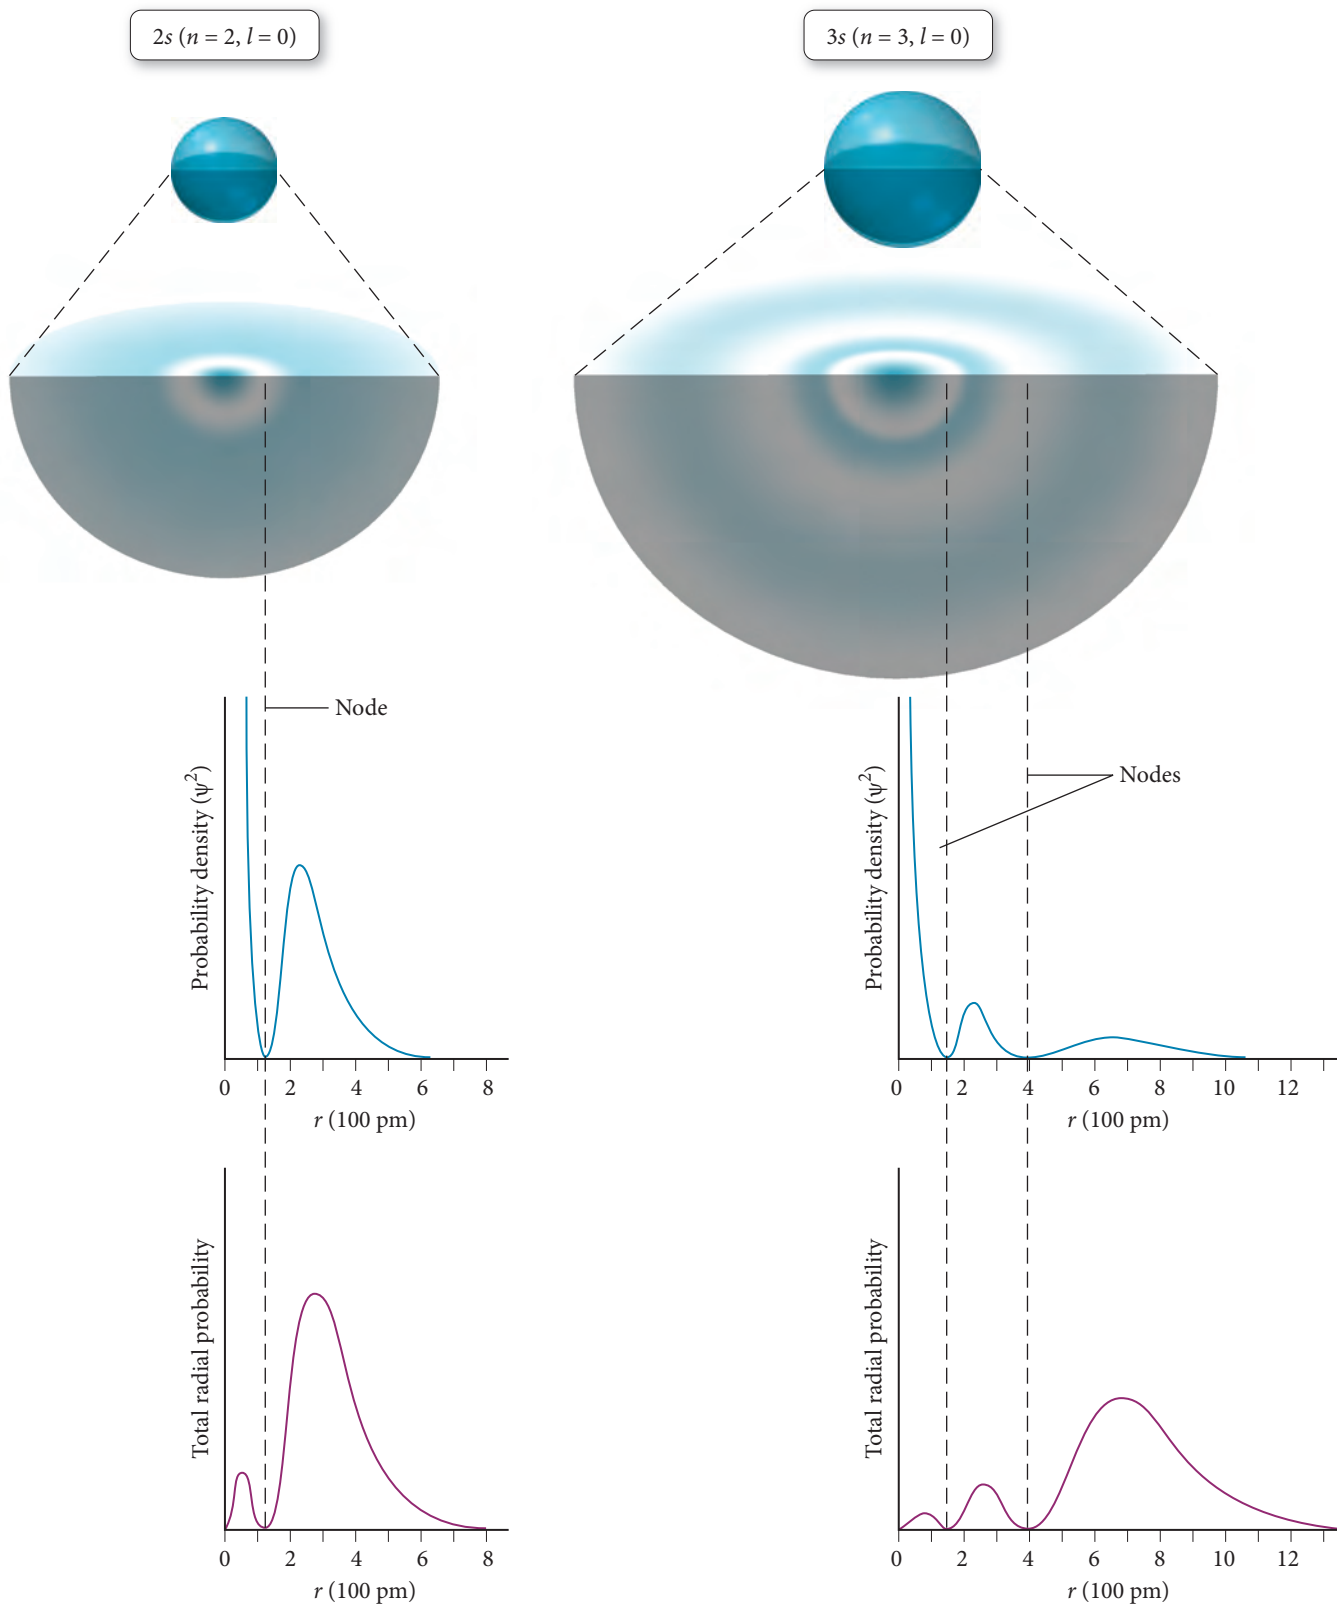 2s (n = 2, l = 0)
3s (n = 3, l = 0)
Node
Probability density (ψ²)
0 2 4 6 8
r (100 pm)
Nodes
Probability density (ψ²)
0 2 4 6 8 10 12
r (100 pm)
Total radial probability
0 2 4 6 8
r (100 pm)
Total radial probability
0 2 4 6 8 10 12
r (100 pm)